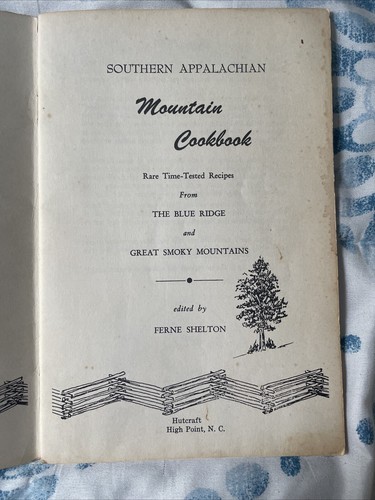 SOUTHERN APPALACHIAN
Mountain
Cookbook
Rare Time-Tested Recipes
From
THE BLUE RIDGE
and
GREAT SMOKY MOUNTAINS
edited by
FERNE SHELTON
Hutcraft
High Point, N. C.